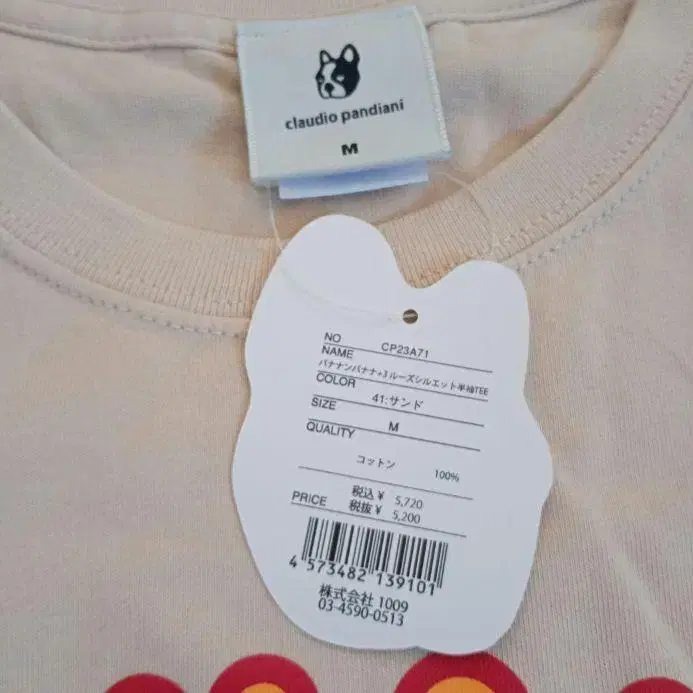 claudio pandiani
M
NO CP23A71
NAME
バナナンバナナ+3 ルーズシルエット半袖TEE
COLOR
41:サンド
SIZE M
QUALITY
コットン 100%
税込¥ 5,720
PRICE 税抜¥ 5,200
4 573482 139101
株式会社 1009
03-4590-0513